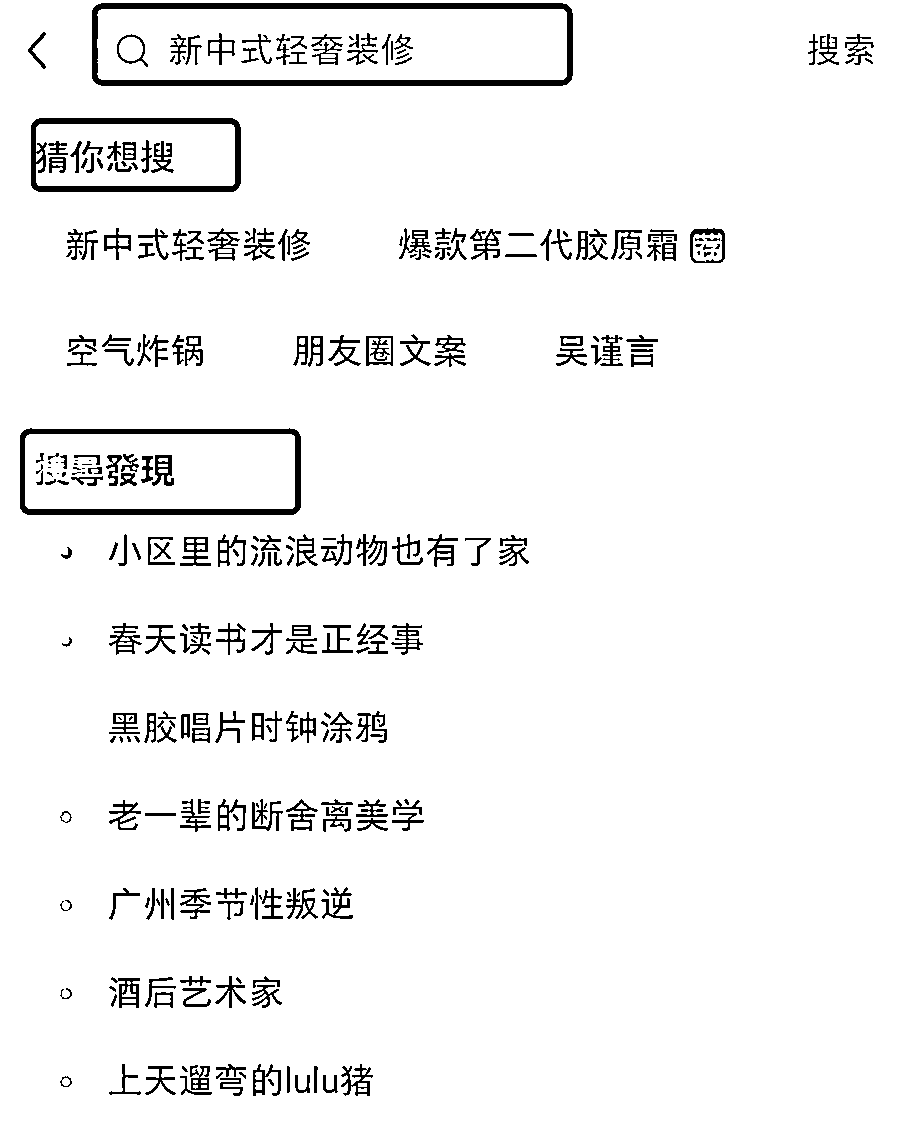 新中式轻奢装修 搜索
猜你想搜
新中式轻奢装修 爆款第二代胶原霜 荐
空气炸锅 朋友圈文案 吴谨言
搜尋發現
小区里的流浪动物也有了家
春天读书才是正经事
黑胶唱片时钟涂鸦
老一辈的断舍离美学
广州季节性叛逆
酒后艺术家
上天遛弯的lulu猪